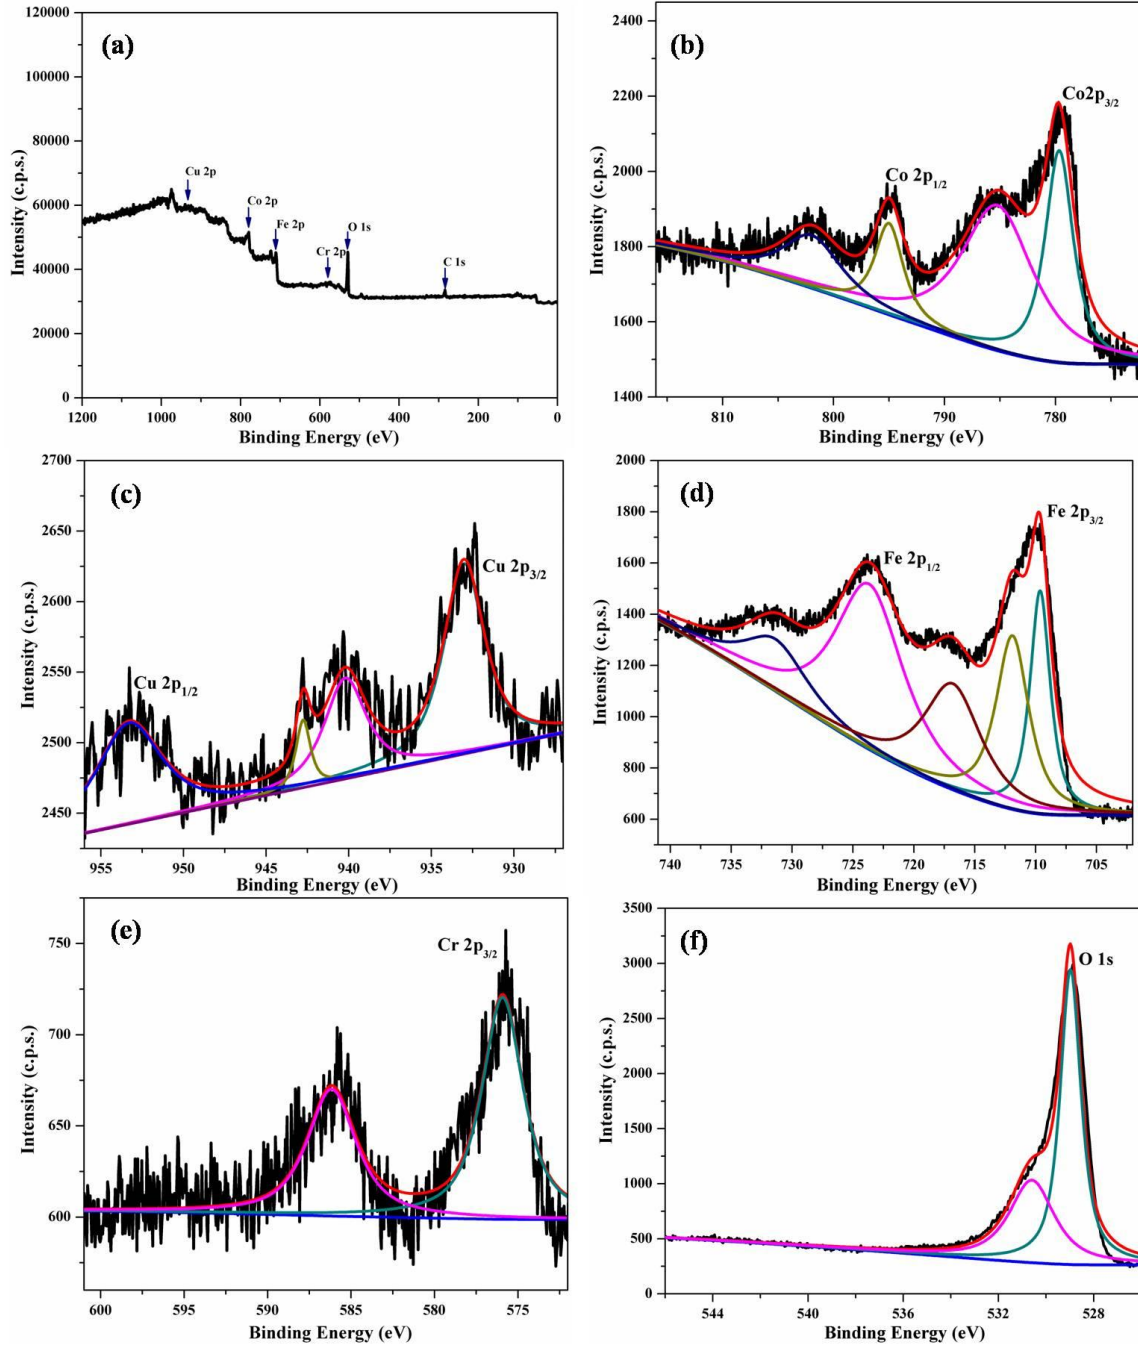 (a)
120000
100000
80000
60000
40000
20000
0
Intensity (c.p.s.)
Cu 2p
Co 2p
Fe 2p
Cr 2p
O 1s
C 1s
1200 1000 800 600 400 200 0
Binding Energy (eV)
(b)
2400
2200
2000
1800
1600
1400
Intensity (c.p.s.)
Co2p3/2
Co 2p1/2
810 800 790 780
Binding Energy (eV)
(c)
2700
2650
2600
2550
2500
2450
Intensity (c.p.s.)
Cu 2p3/2
Cu 2p1/2
955 950 945 940 935 930
Binding Energy (eV)
(d)
2000
1800
1600
1400
1200
1000
800
600
Intensity (c.p.s.)
Fe 2p3/2
Fe 2p1/2
740 735 730 725 720 715 710 705
Binding Energy (eV)
(e)
750
700
650
600
Intensity (c.p.s.)
Cr 2p3/2
600 595 590 585 580 575
Binding Energy (eV)
(f)
3500
3000
2500
2000
1500
1000
500
0
Intensity (c.p.s.)
O 1s
544 540 536 532 528
Binding Energy (eV)